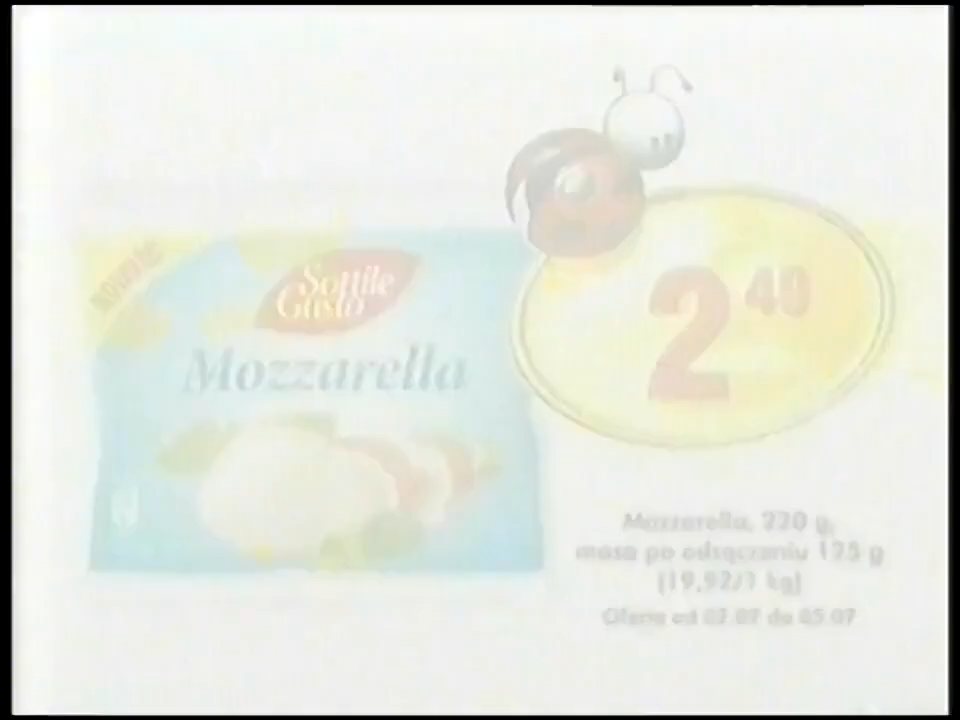 NOWOŚĆ
Sottile
Gusto
Mozzarella
2 49
Mozzarella, 220 g,
masa po odsączeniu 125 g
(19,92/1 kg)
Oferta od 02.07 do 05.07